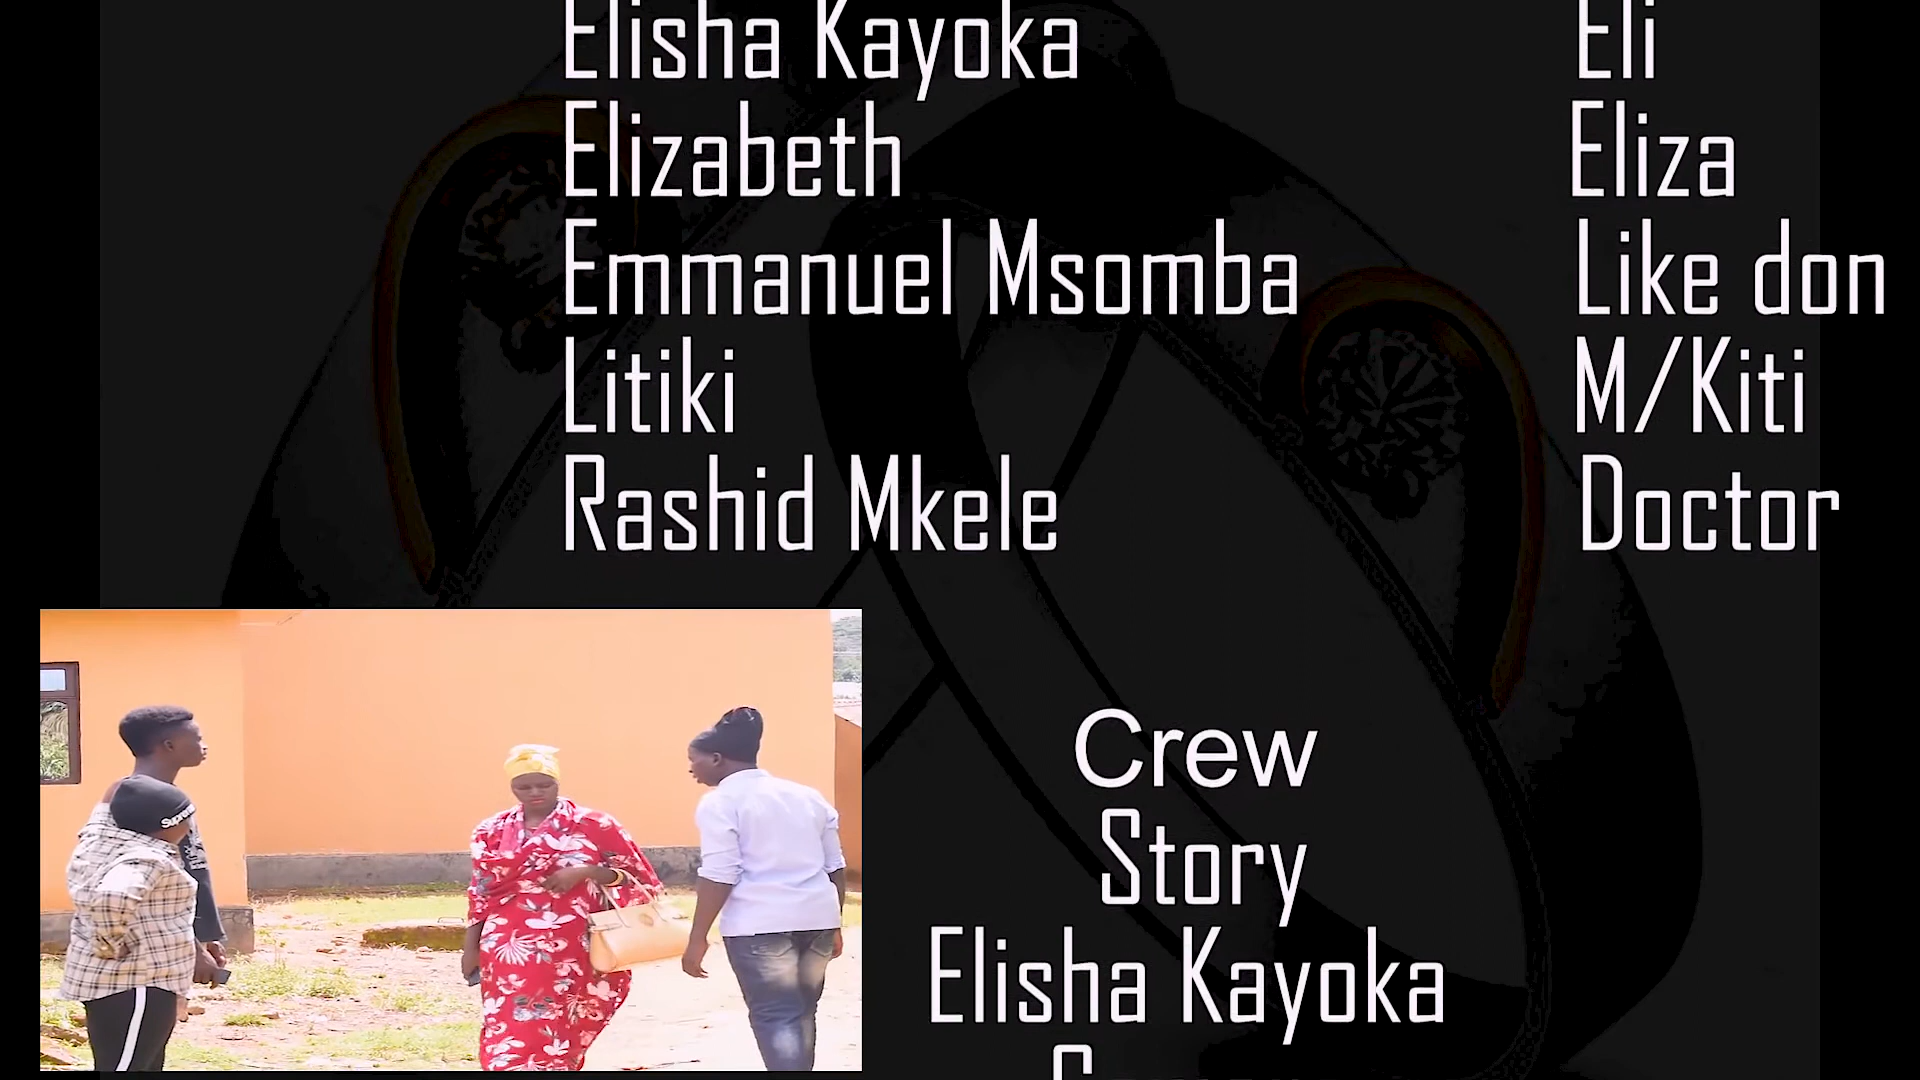 Elisha Kayoka Eli
Elizabeth Eliza
Emmanuel Msomba Like don
Litiki M/Kiti
Rashid Mkele Doctor
Crew
Story
Elisha Kayoka